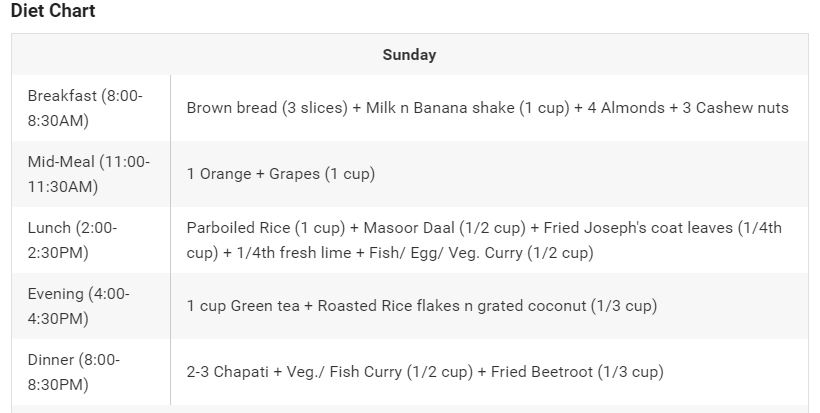 Diet Chart
Sunday
Breakfast (8:00-
8:30AM)
Brown bread (3 slices) + Milk n Banana shake (1 cup) + 4 Almonds + 3 Cashew nuts
Mid-Meal (11:00-
11:30AM)
1 Orange + Grapes (1 cup)
Lunch (2:00-
2:30PM)
Parboiled Rice (1 cup) + Masoor Daal (1/2 cup) + Fried Joseph's coat leaves (1/4th
cup) + 1/4th fresh lime + Fish/ Egg/ Veg. Curry (1/2 cup)
Evening (4:00-
4:30PM)
1 cup Green tea + Roasted Rice flakes n grated coconut (1/3 cup)
Dinner (8:00-
8:30PM)
2-3 Chapati + Veg./ Fish Curry (1/2 cup) + Fried Beetroot (1/3 cup)